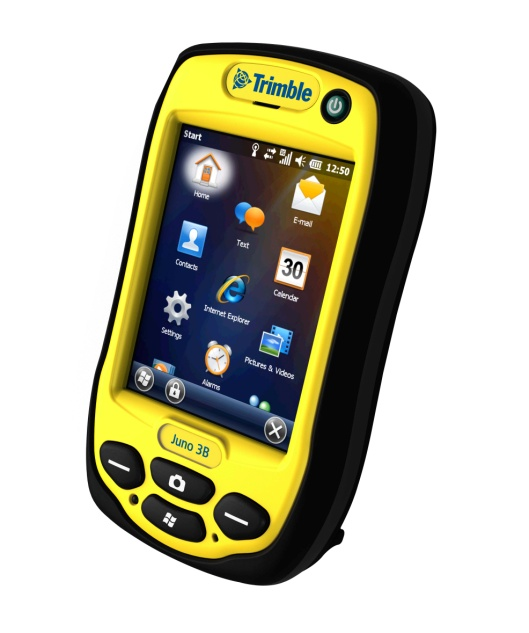 Trimble
Start
12:50
Home
E-mail
Text
Contacts
30
Calendar
Internet Explorer
Settings
Pictures & Videos
Alarms
Juno 3B